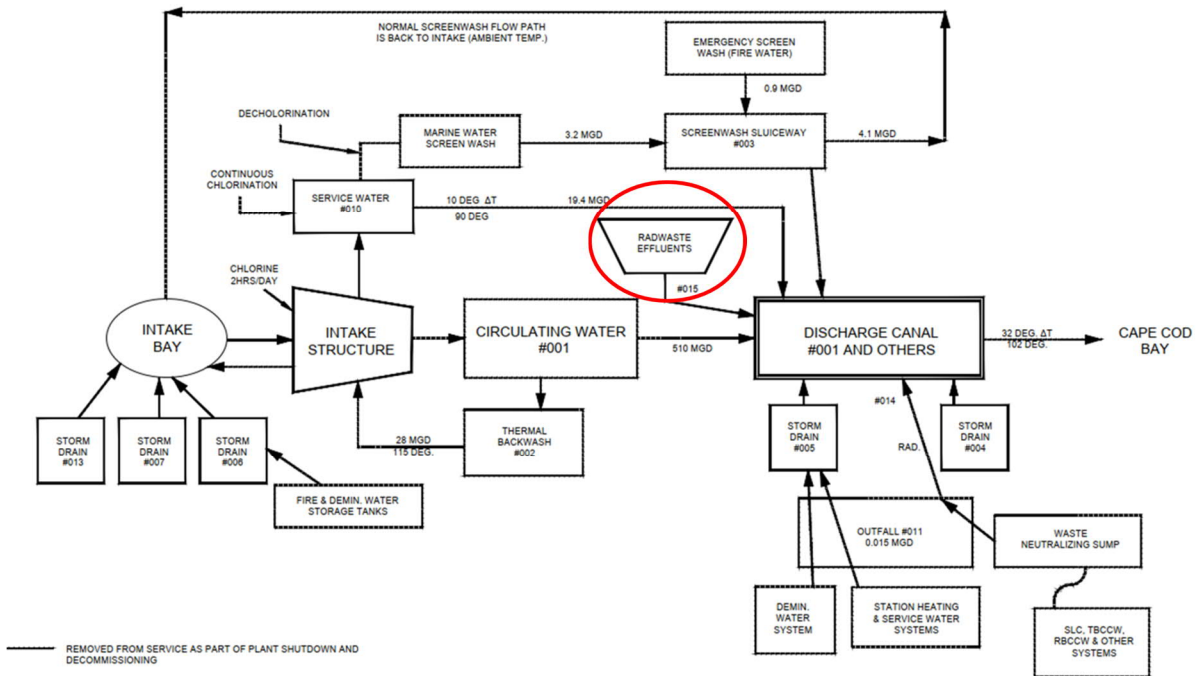 NORMAL SCREENWASH FLOW PATH
IS BACK TO INTAKE (AMBIENT TEMP.)
EMERGENCY SCREEN
WASH (FIRE WATER)
0.9 MGD
DECHOLORINATION
MARINE WATER
SCREEN WASH
3.2 MGD
SCREENWASH SLUICEWAY
#003
4.1 MGD
CONTINUOUS
CHLORINATION
SERVICE WATER
#010
10 DEG ΔT
90 DEG
19.4 MGD
RADWASTE
EFFLUENTS
#015
CHLORINE
2HRS/DAY
INTAKE
BAY
INTAKE
STRUCTURE
CIRCULATING WATER
#001
510 MGD
DISCHARGE CANAL
#001 AND OTHERS
32 DEG. ΔT
102 DEG.
CAPE COD
BAY
STORM
DRAIN
#013
STORM
DRAIN
#007
STORM
DRAIN
#006
28 MGD
115 DEG.
THERMAL
BACKWASH
#002
STORM
DRAIN
#005
#014
RAD.
STORM
DRAIN
#004
FIRE & DEMIN. WATER
STORAGE TANKS
OUTFALL #011
0.015 MGD
WASTE
NEUTRALIZING SUMP
DEMIN.
WATER
SYSTEM
STATION HEATING
& SERVICE WATER
SYSTEMS
SLC, TBCCW,
RBCCW & OTHER
SYSTEMS
REMOVED FROM SERVICE AS PART OF PLANT SHUTDOWN AND
DECOMMISSIONING